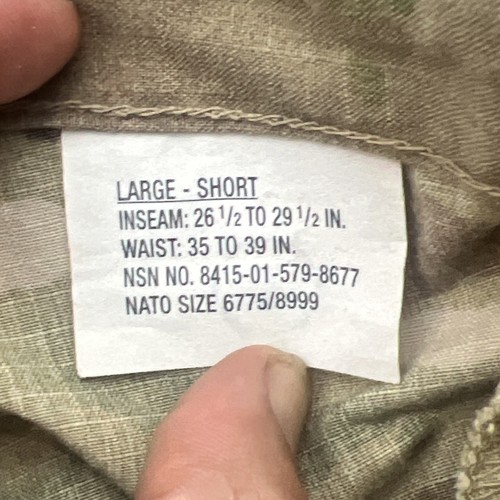 LARGE - SHORT
INSEAM: 26 1/2 TO 29 1/2 IN.
WAIST: 35 TO 39 IN.
NSN NO. 8415-01-579-8677
NATO SIZE 6775/8999